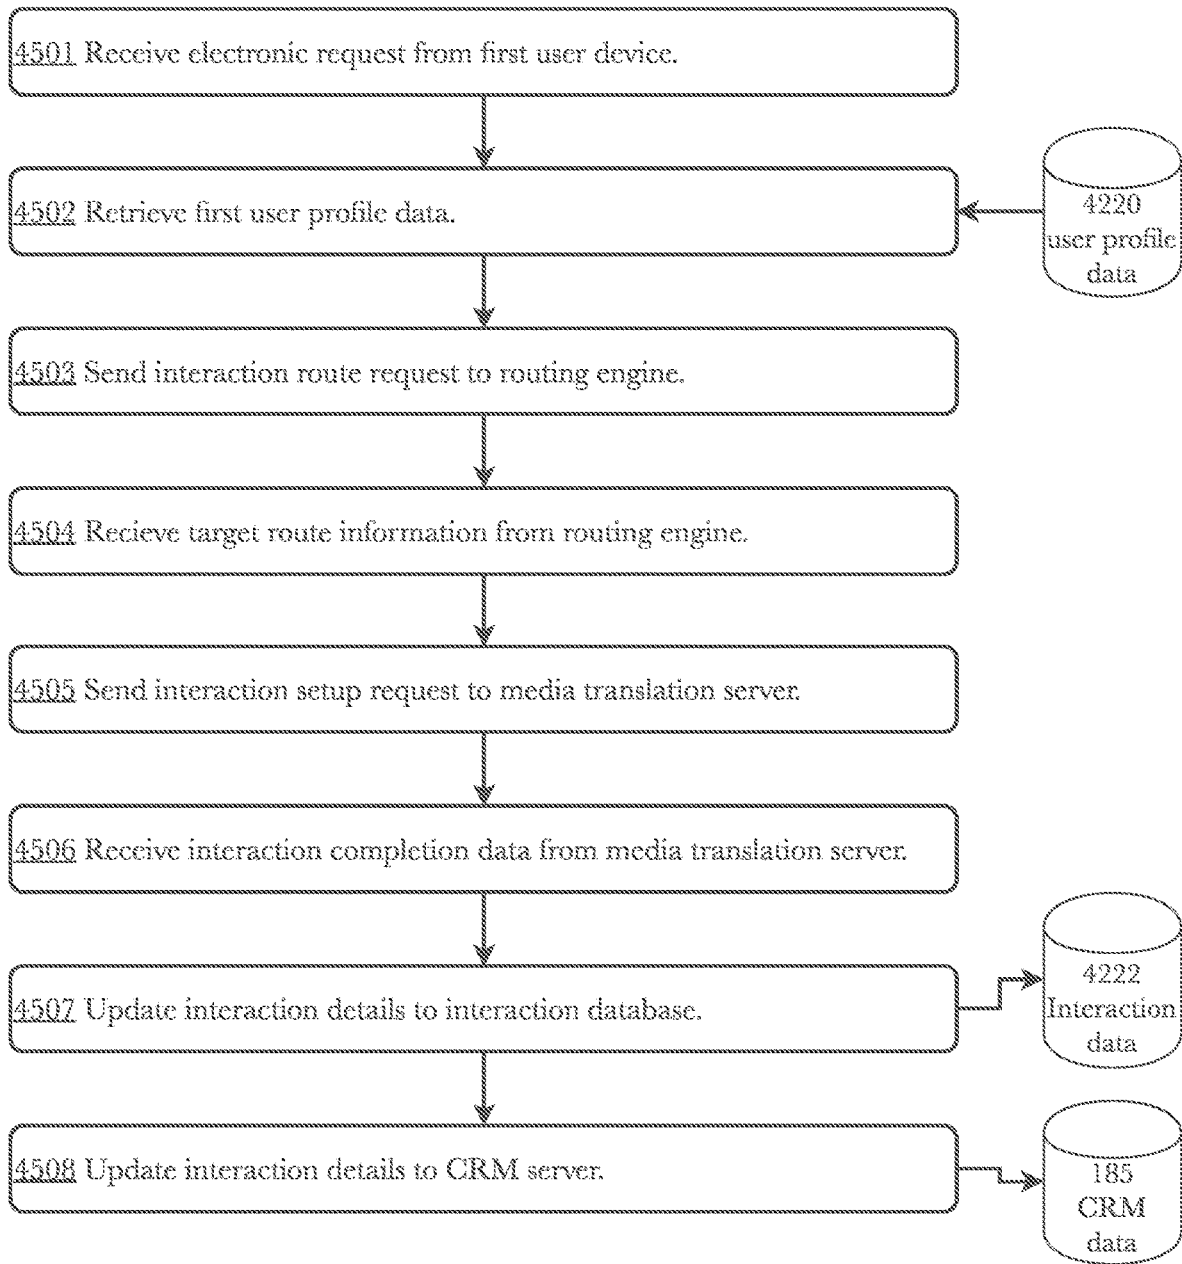 4501 Receive electronic request from first user device.
4502 Retrieve first user profile data.
4220
user profile
data
4503 Send interaction route request to routing engine.
4504 Recieve target route information from routing engine.
4505 Send interaction setup request to media translation server.
4506 Receive interaction completion data from media translation server.
4507 Update interaction details to interaction database.
4222
Interaction
data
4508 Update interaction details to CRM server.
185
CRM
data